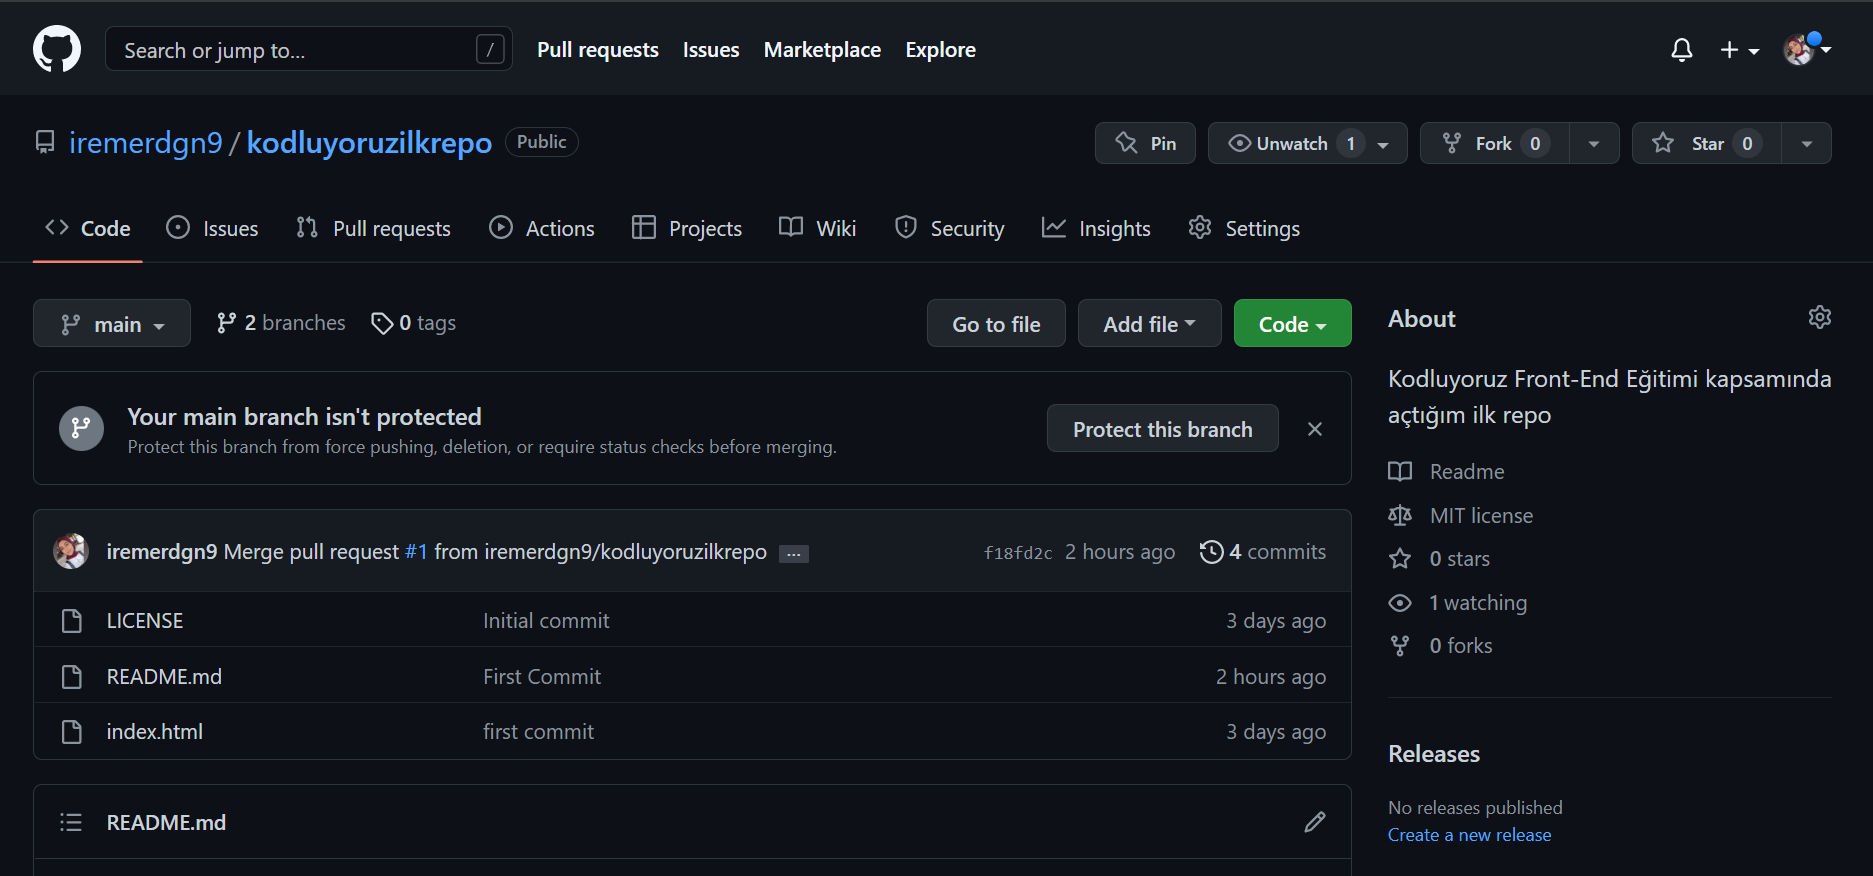 Search or jump to... /
Pull requests
Issues
Marketplace
Explore
iremerdgn9 / kodluyoruzilkrepo Public
Pin
Unwatch 1
Fork 0
Star 0
Code
Issues
Pull requests
Actions
Projects
Wiki
Security
Insights
Settings
main
2 branches
0 tags
Go to file
Add file
Code
Your main branch isn't protected
Protect this branch from force pushing, deletion, or require status checks before merging.
Protect this branch
iremerdgn9 Merge pull request #1 from iremerdgn9/kodluyoruzilkrepo ...
f18fd2c 2 hours ago 4 commits
LICENSE Initial commit 3 days ago
README.md First Commit 2 hours ago
index.html first commit 3 days ago
README.md
About
Kodluyoruz Front-End Eğitimi kapsamında
açtığım ilk repo
Readme
MIT license
0 stars
1 watching
0 forks
Releases
No releases published
Create a new release